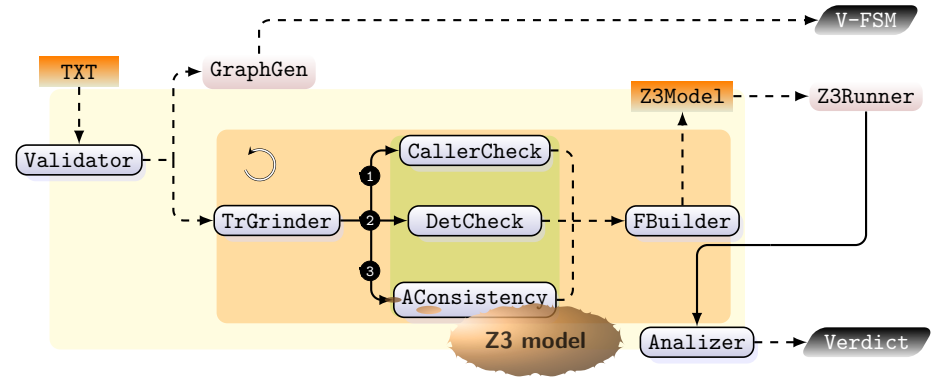 V-FSM
TXT
GraphGen
Z3Model
Z3Runner
Validator
CallerCheck
1
TrGrinder
2
DetCheck
FBuilder
3
AConsistency
Z3 model
Analizer
Verdict